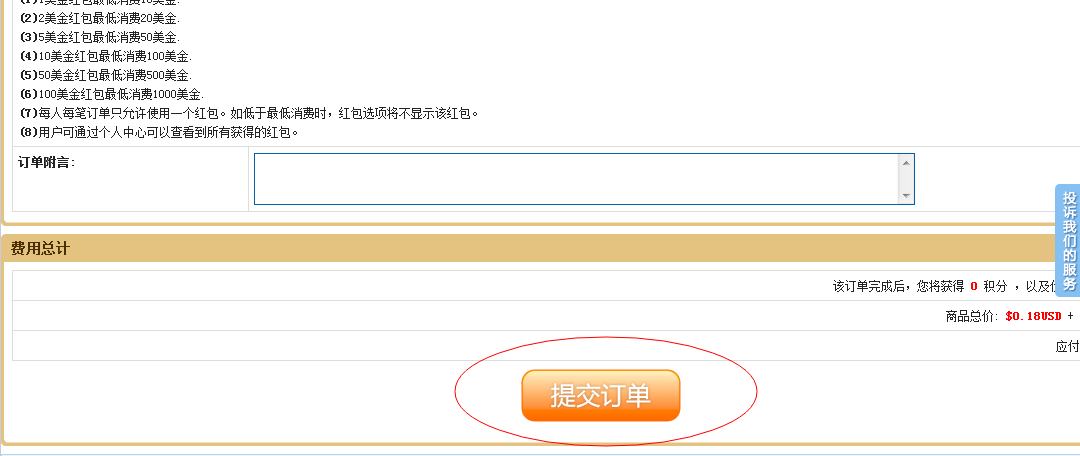 (1)1美金红包最低消费10美金.
(2)2美金红包最低消费20美金.
(3)5美金红包最低消费50美金.
(4)10美金红包最低消费100美金.
(5)50美金红包最低消费500美金.
(6)100美金红包最低消费1000美金.
(7)每人每笔订单只允许使用一个红包。如低于最低消费时，红包选项将不显示该红包。
(8)用户可通过个人中心可以查看到所有获得的红包。
订单附言:
投诉我们的服务
费用总计
该订单完成后，您将获得 0 积分 ，以及
商品总价: $0.18USD +
应付
提交订单